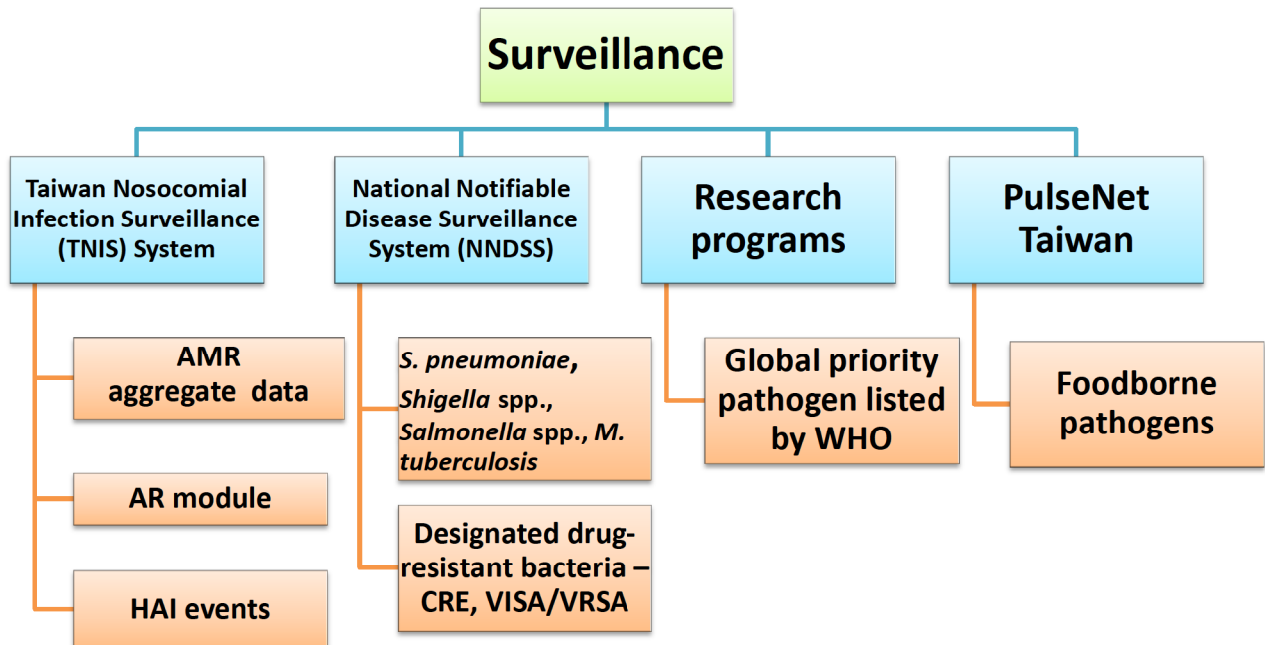 Surveillance
Taiwan Nosocomial
Infection Surveillance
(TNIS) System
National Notifiable
Disease Surveillance
System (NNDSS)
Research
programs
PulseNet
Taiwan
AMR
aggregate data
AR module
HAI events
S. pneumoniae,
Shigella spp.,
Salmonella spp., M.
tuberculosis
Designated drug-
resistant bacteria –
CRE, VISA/VRSA
Global priority
pathogen listed
by WHO
Foodborne
pathogens